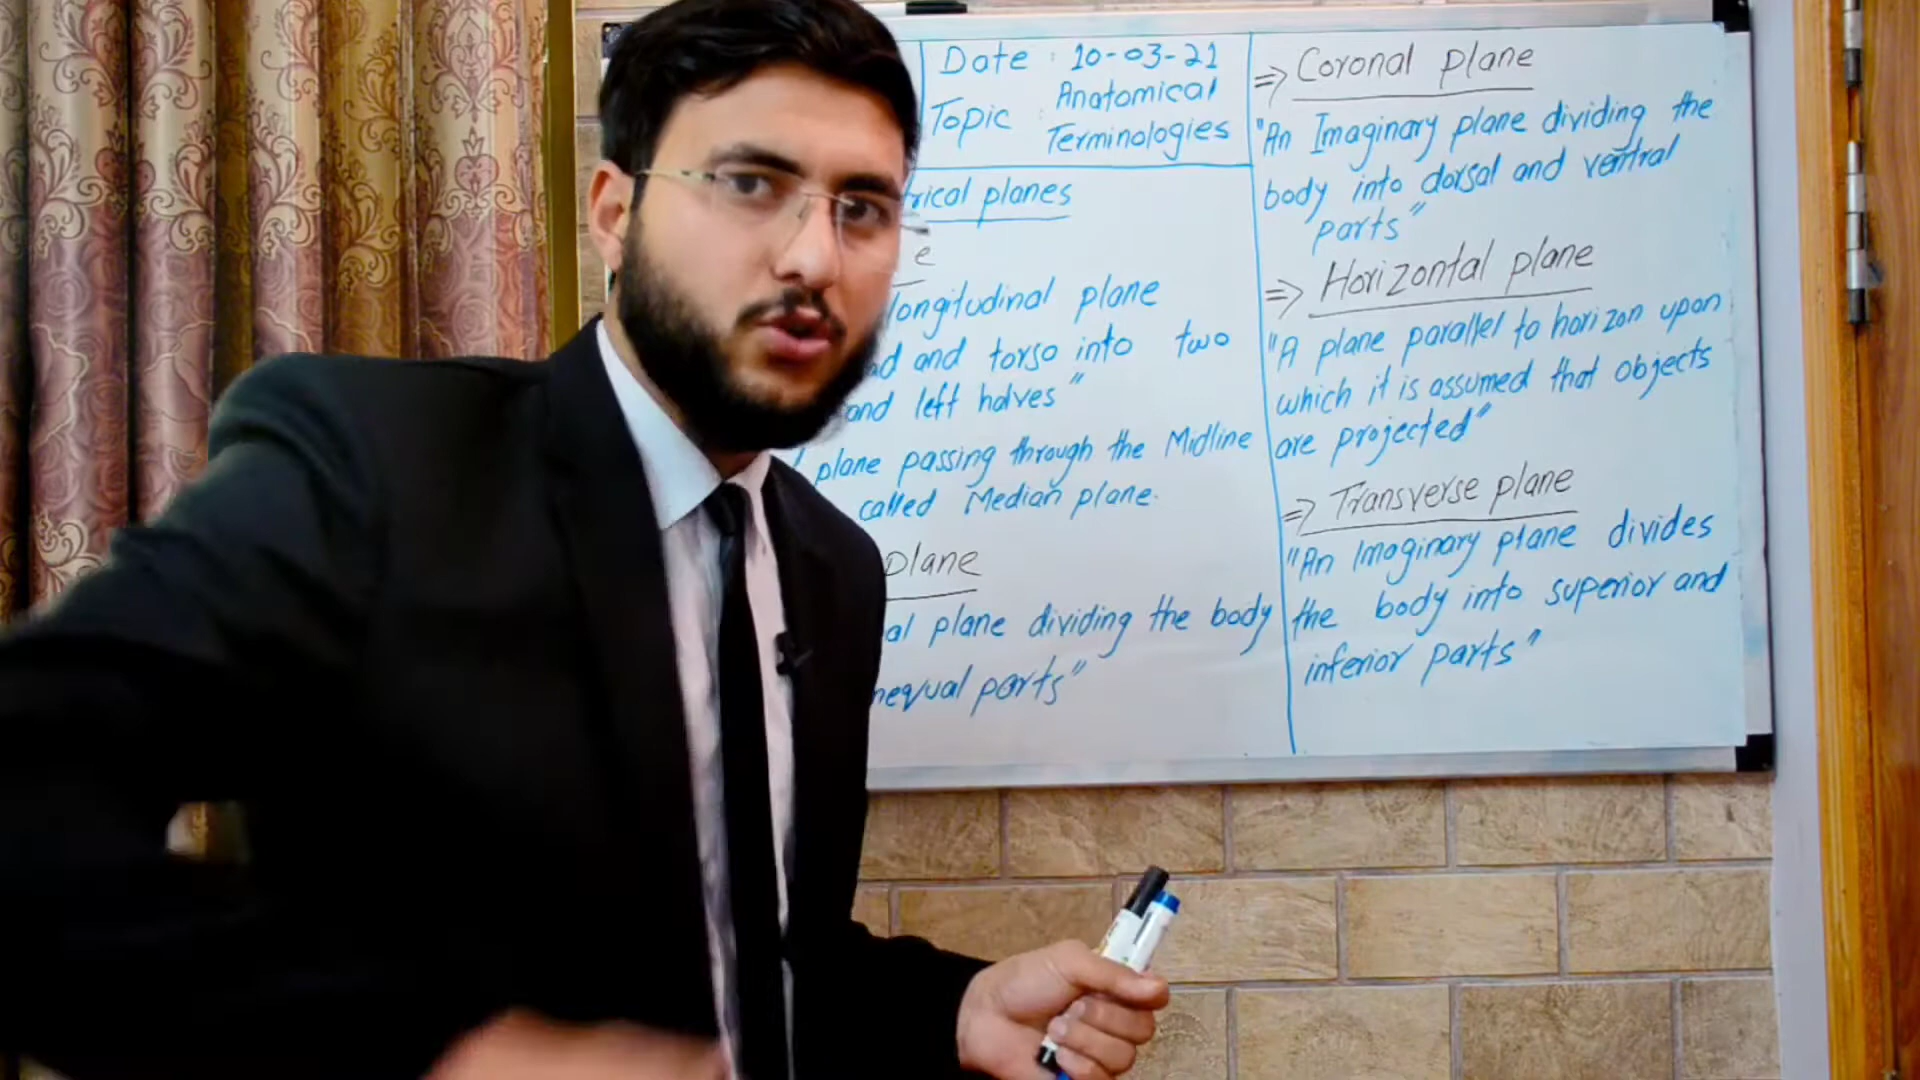 Date : 10-03-21
Topic : Anatomical
Terminologies
planes
longitudinal plane
and torso into two
and left halves"
plane passing through the Midline
called Median plane.
plane
plane dividing the body
parts"
=> Coronal plane
"An Imaginary plane dividing the
body into dorsal and ventral
parts"
=> Horizontal plane
"A plane parallel to horizon upon
which it is assumed that objects
are projected"
=> Transverse plane
"An Imaginary plane divides
the body into superior and
inferior parts"